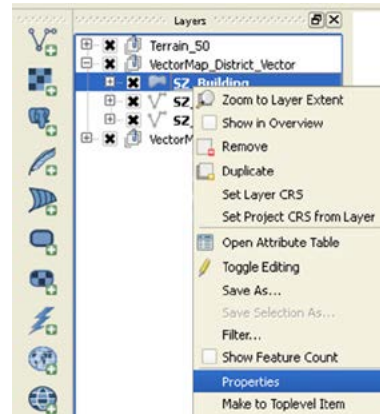 Layers
Terrain_50
VectorMap_District_Vector
SZ_Building
Zoom to Layer Extent
SZ_
Show in Overview
SZ_
Remove
VectorM
Duplicate
Set Layer CRS
Set Project CRS from Layer
Open Attribute Table
Toggle Editing
Save As...
Save Selection As...
Filter...
Show Feature Count
Properties
Make to Toplevel Item